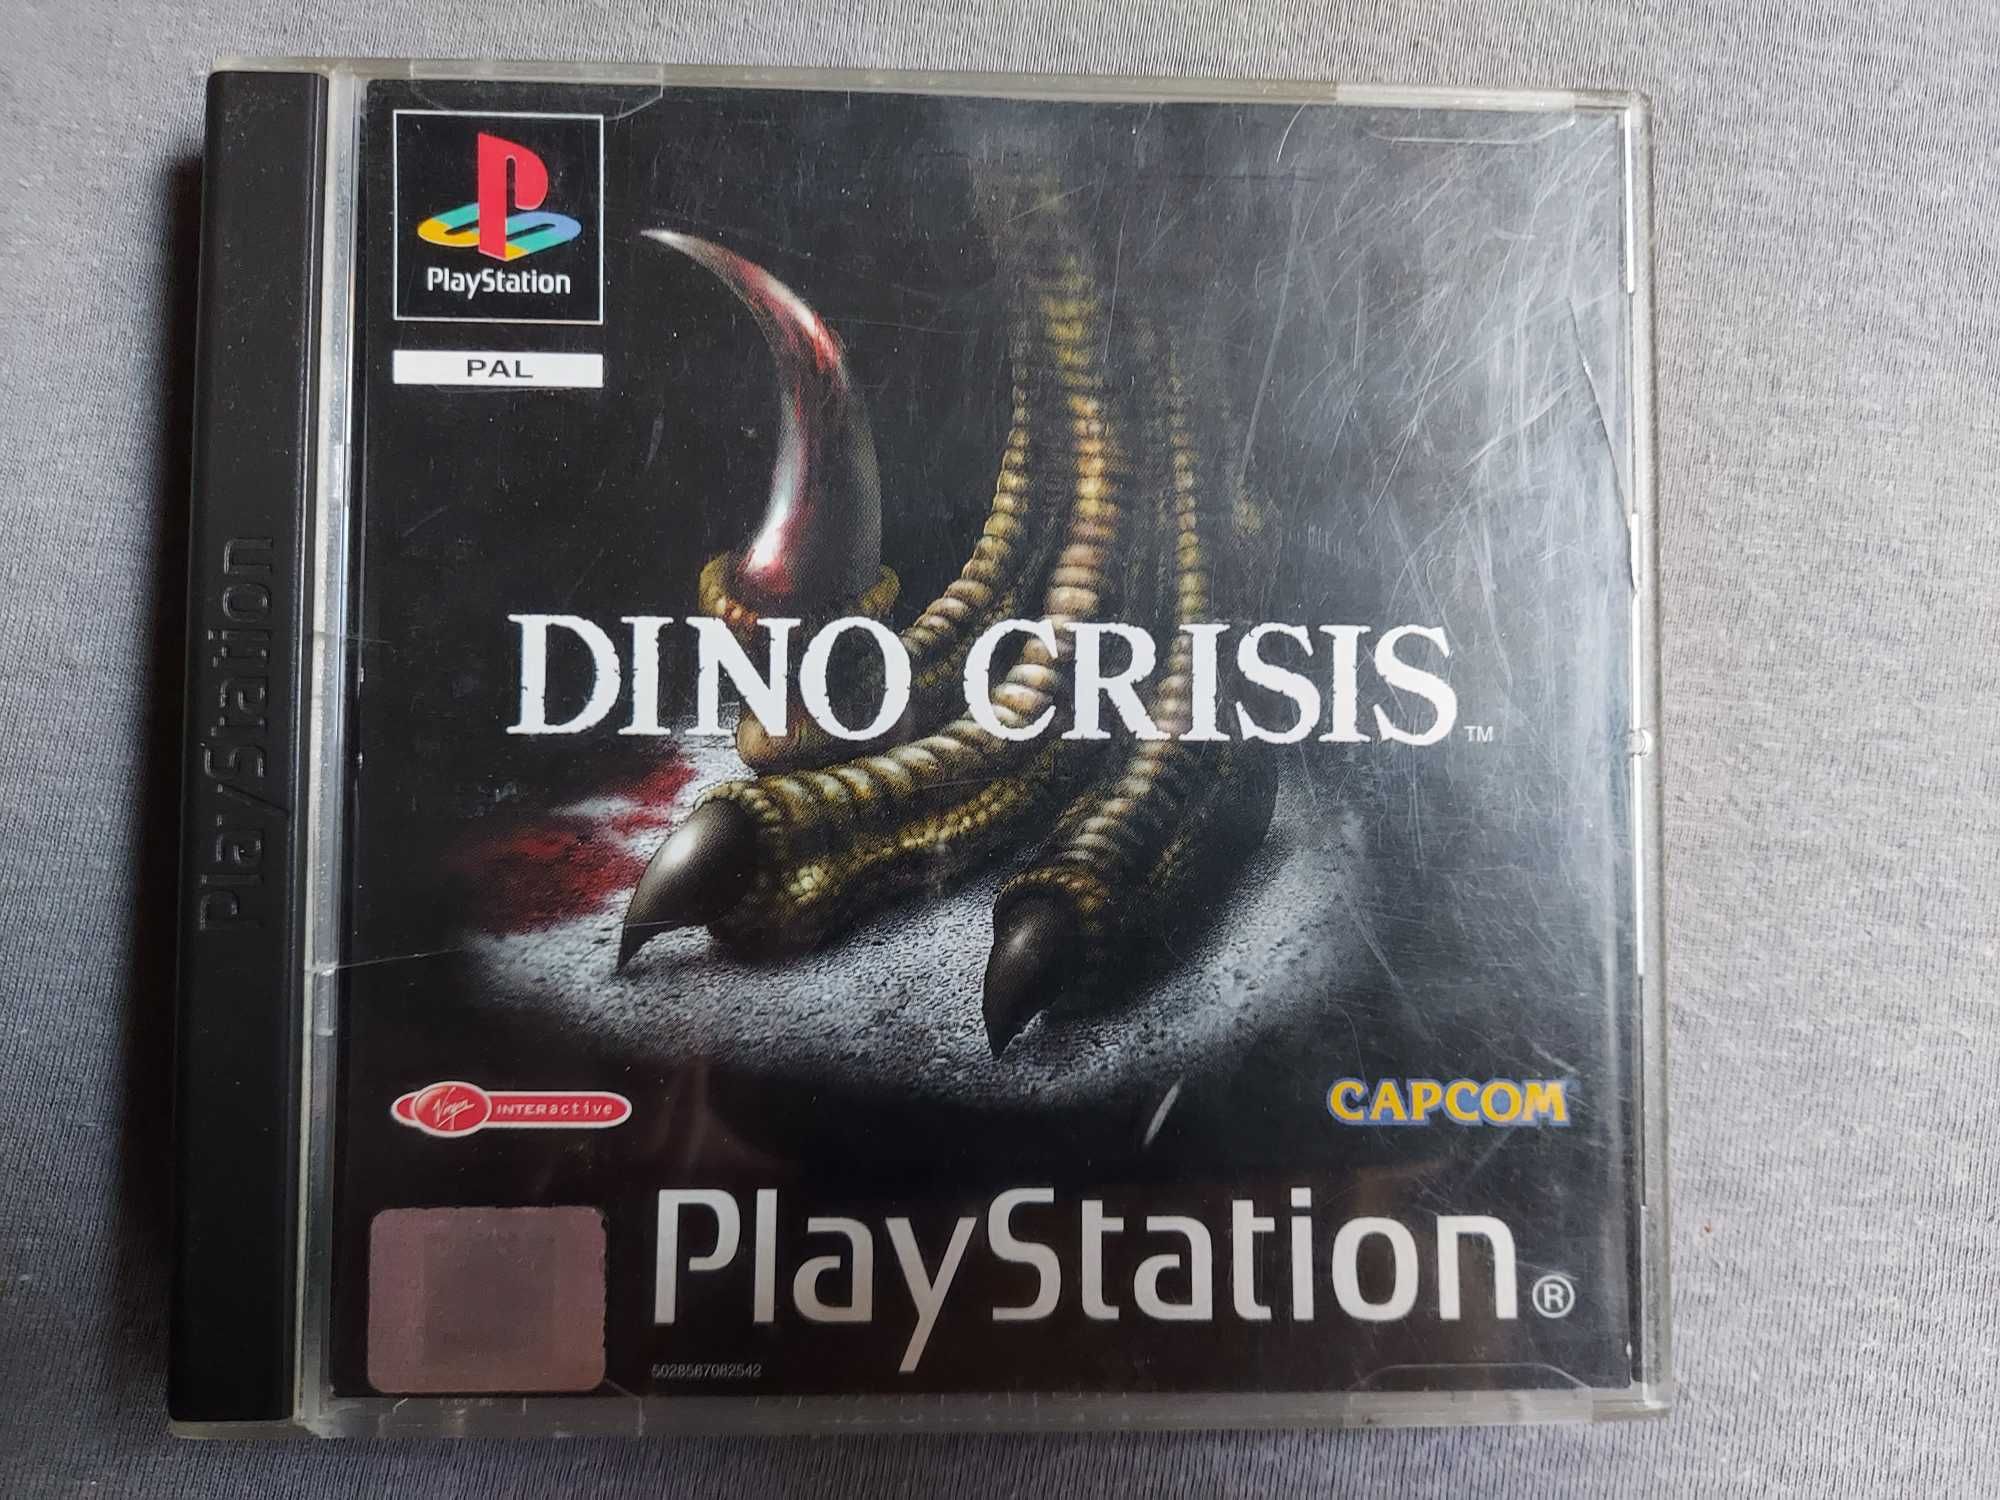 PlayStation
PlayStation
PAL
DINO CRISIS™
Virgin INTERactive
CAPCOM
PlayStation®
5028587082542